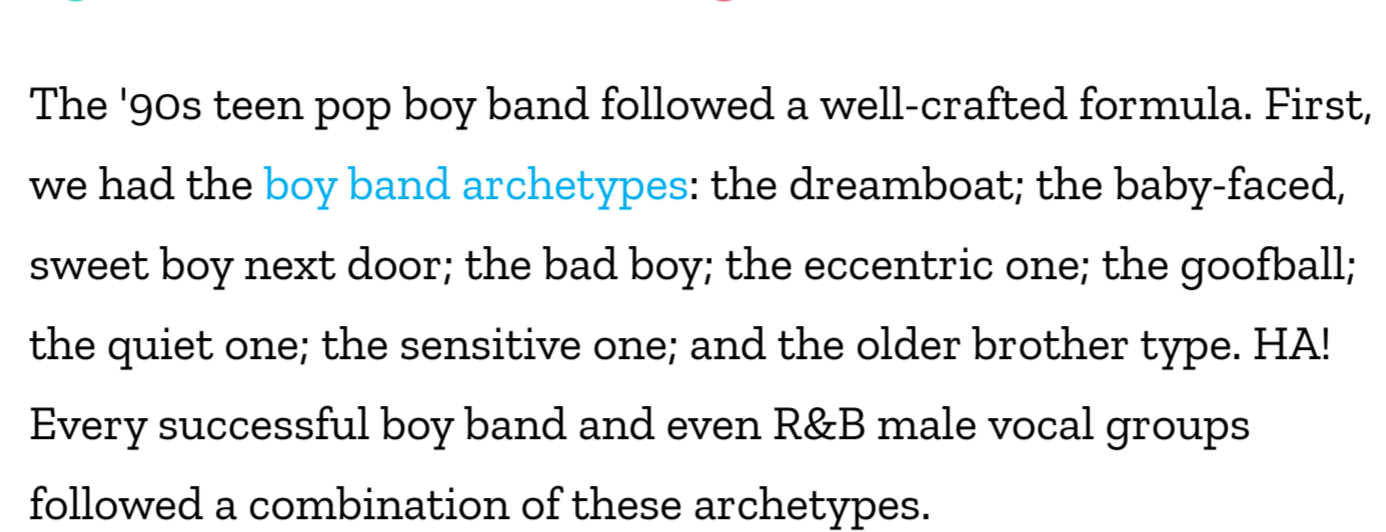 The '90s teen pop boy band followed a well-crafted formula. First,
we had the boy band archetypes: the dreamboat; the baby-faced,
sweet boy next door; the bad boy; the eccentric one; the goofball;
the quiet one; the sensitive one; and the older brother type. HA!
Every successful boy band and even R&B male vocal groups
followed a combination of these archetypes.